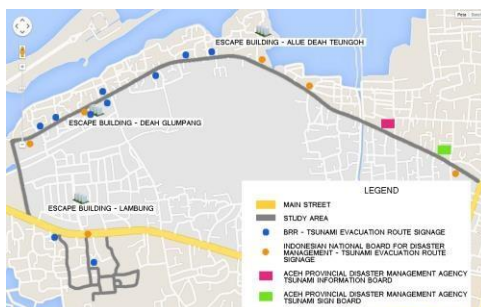 Peta
ESCAPE BUILDING - ALUE DEAH TEUNGOH
ESCAPE BUILDING - DEAH GLUMPANG
ESCAPE BUILDING - LAMBUNG
LEGEND
MAIN STREET
STUDY AREA
BRR - TSUNAMI EVACUATION ROUTE SIGNAGE
INDONESIAN NATIONAL BOARD FOR DISASTER
MANAGEMENT - TSUNAMI EVACUATION ROUTE
SIGNAGE
ACEH PROVINCIAL DISASTER MANAGEMENT AGENCY
TSUNAMI INFORMATION BOARD
ACEH PROVINCIAL DISASTER MANAGEMENT AGENCY
TSUNAMI SIGN BOARD